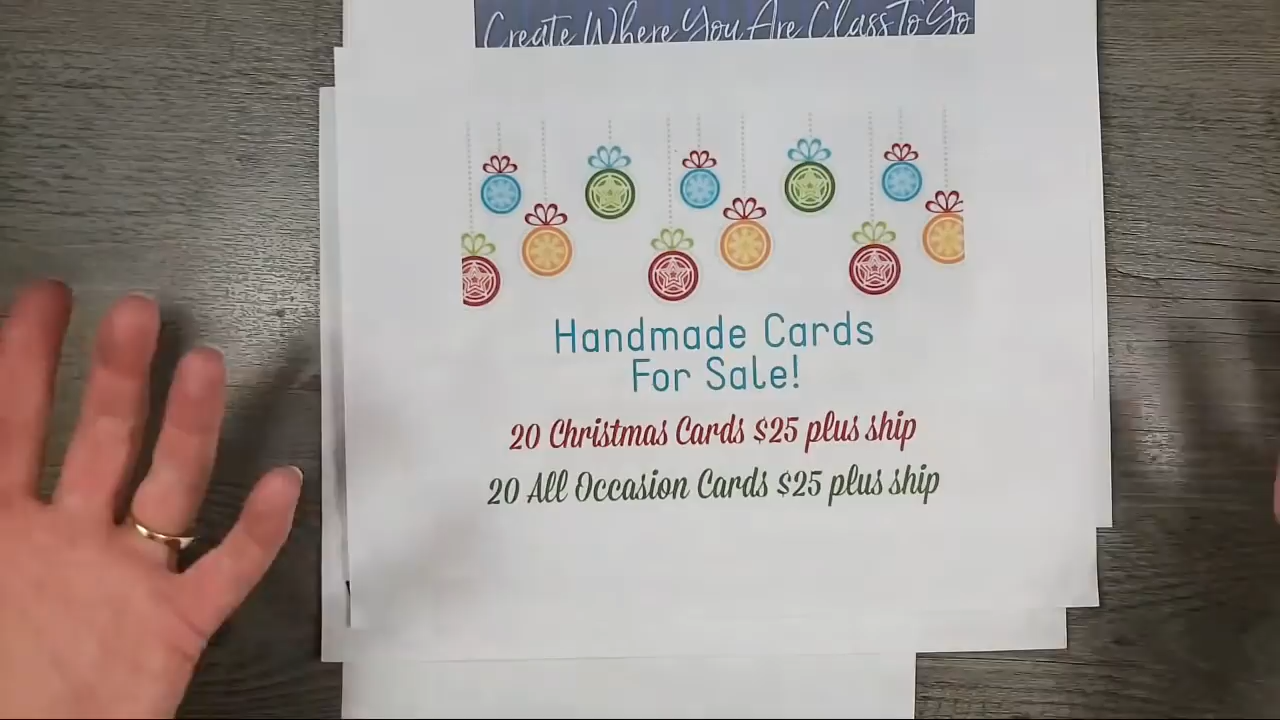 Create Where You Are Class To Go
Handmade Cards
For Sale!
20 Christmas Cards $25 plus ship
20 All Occasion Cards $25 plus ship